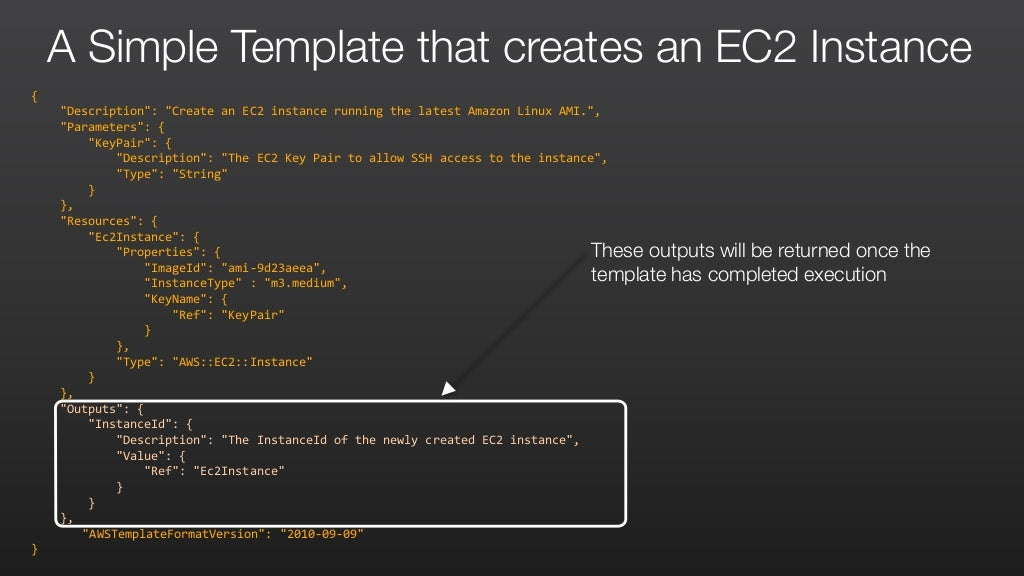 A Simple Template that creates an EC2 Instance
{
"Description": "Create an EC2 instance running the latest Amazon Linux AMI.",
"Parameters": {
"KeyPair": {
"Description": "The EC2 Key Pair to allow SSH access to the instance",
"Type": "String"
}
},
"Resources": {
"Ec2Instance": {
"Properties": {
"ImageId": "ami-9d23aeea",
"InstanceType" : "m3.medium",
"KeyName": {
"Ref": "KeyPair"
}
},
"Type": "AWS::EC2::Instance"
}
},
"Outputs": {
"InstanceId": {
"Description": "The InstanceId of the newly created EC2 instance",
"Value": {
"Ref": "Ec2Instance"
}
}
},
"AWSTemplateFormatVersion": "2010-09-09"
}
These outputs will be returned once the
template has completed execution